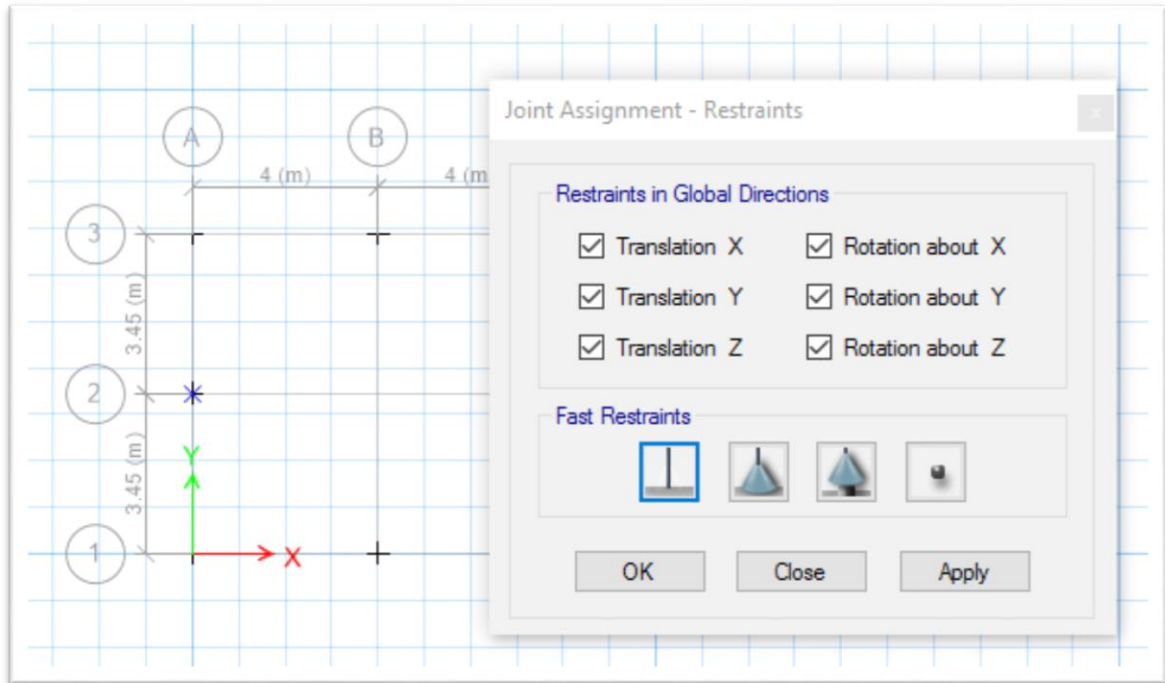 Joint Assignment - Restraints
x
A
B
4 (m)
4 (m
3
3.45 (m)
2
3.45 (m)
1
Y
X
Restraints in Global Directions
Translation X
Rotation about X
Translation Y
Rotation about Y
Translation Z
Rotation about Z
Fast Restraints
OK
Close
Apply